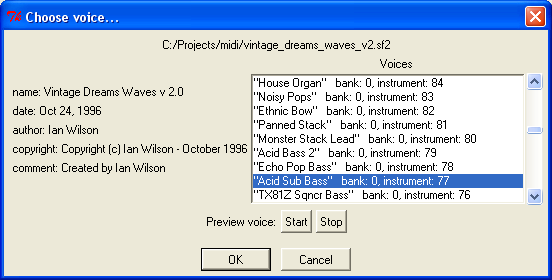 Choose voice...
C:/Projects/midi/vintage_dreams_waves_v2.sf2
name: Vintage Dreams Waves v 2.0
date: Oct 24, 1996
author: Ian Wilson
copyright: Copyright (c) Ian Wilson - October 1996
comment: Created by Ian Wilson
Voices
"House Organ" bank: 0, instrument: 84
"Noisy Pops" bank: 0, instrument: 83
"Ethnic Bow" bank: 0, instrument: 82
"Panned Stack" bank: 0, instrument: 81
"Monster Stack Lead" bank: 0, instrument: 80
"Acid Bass 2" bank: 0, instrument: 79
"Echo Pop Bass" bank: 0, instrument: 78
"Acid Sub Bass" bank: 0, instrument: 77
"TX81Z Sqncr Bass" bank: 0, instrument: 76
Preview voice: Start Stop
OK Cancel